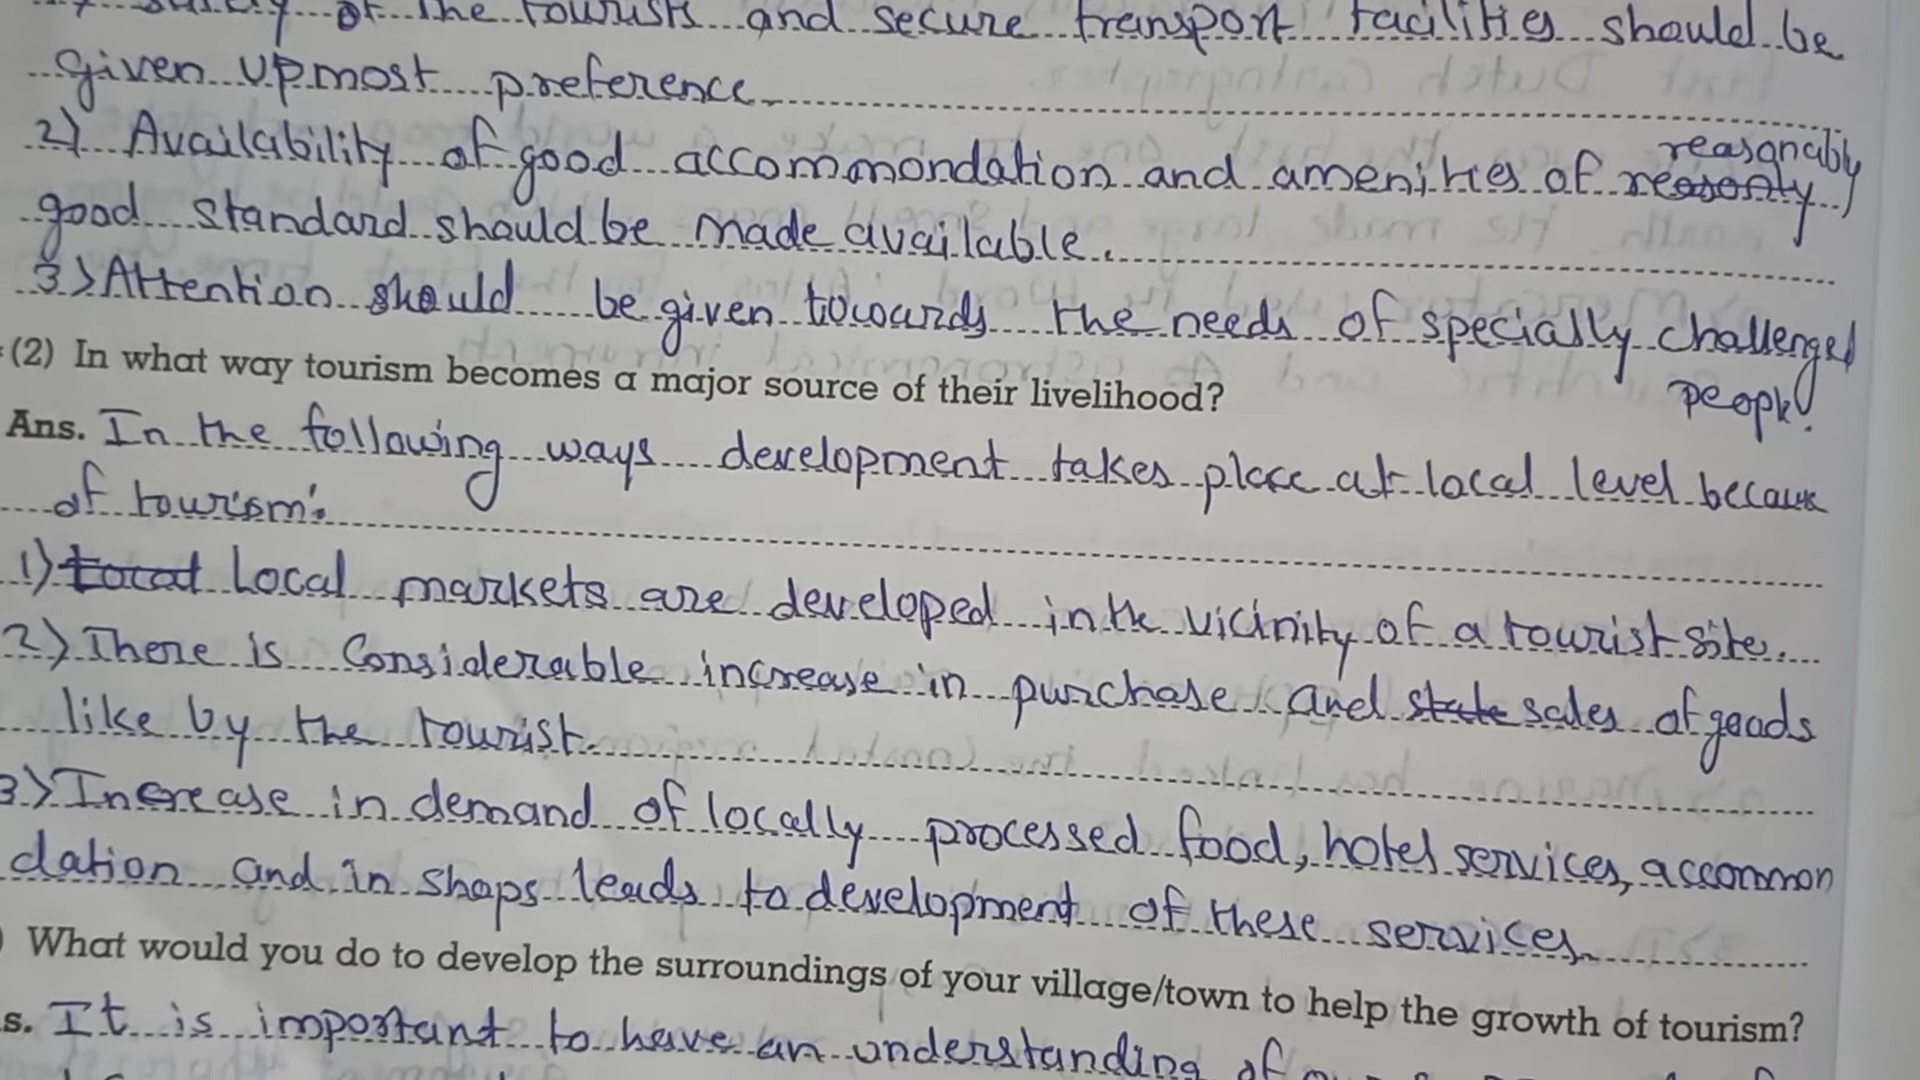 of the tourists and secure transport facilities should be
given upmost preference.
2) Availability of good accommondation and amenities of reasonably
good standard should be made available.
3) Attention should be given towards the needs of specially challenged
people.
(2) In what way tourism becomes a major source of their livelihood?
Ans. In the following ways development takes place at local level because
of tourism:
1) Local Local markets are developed in the vicinity of a tourist site.
2) There is Considerable increase in purchase and state sales of goods
like by the tourist.
3) Increase in demand of locally processed food, hotel services, accommon
dation and in shops leads to development of these services.
) What would you do to develop the surroundings of your village/town to help the growth of tourism?
s. It is important to have an understanding of